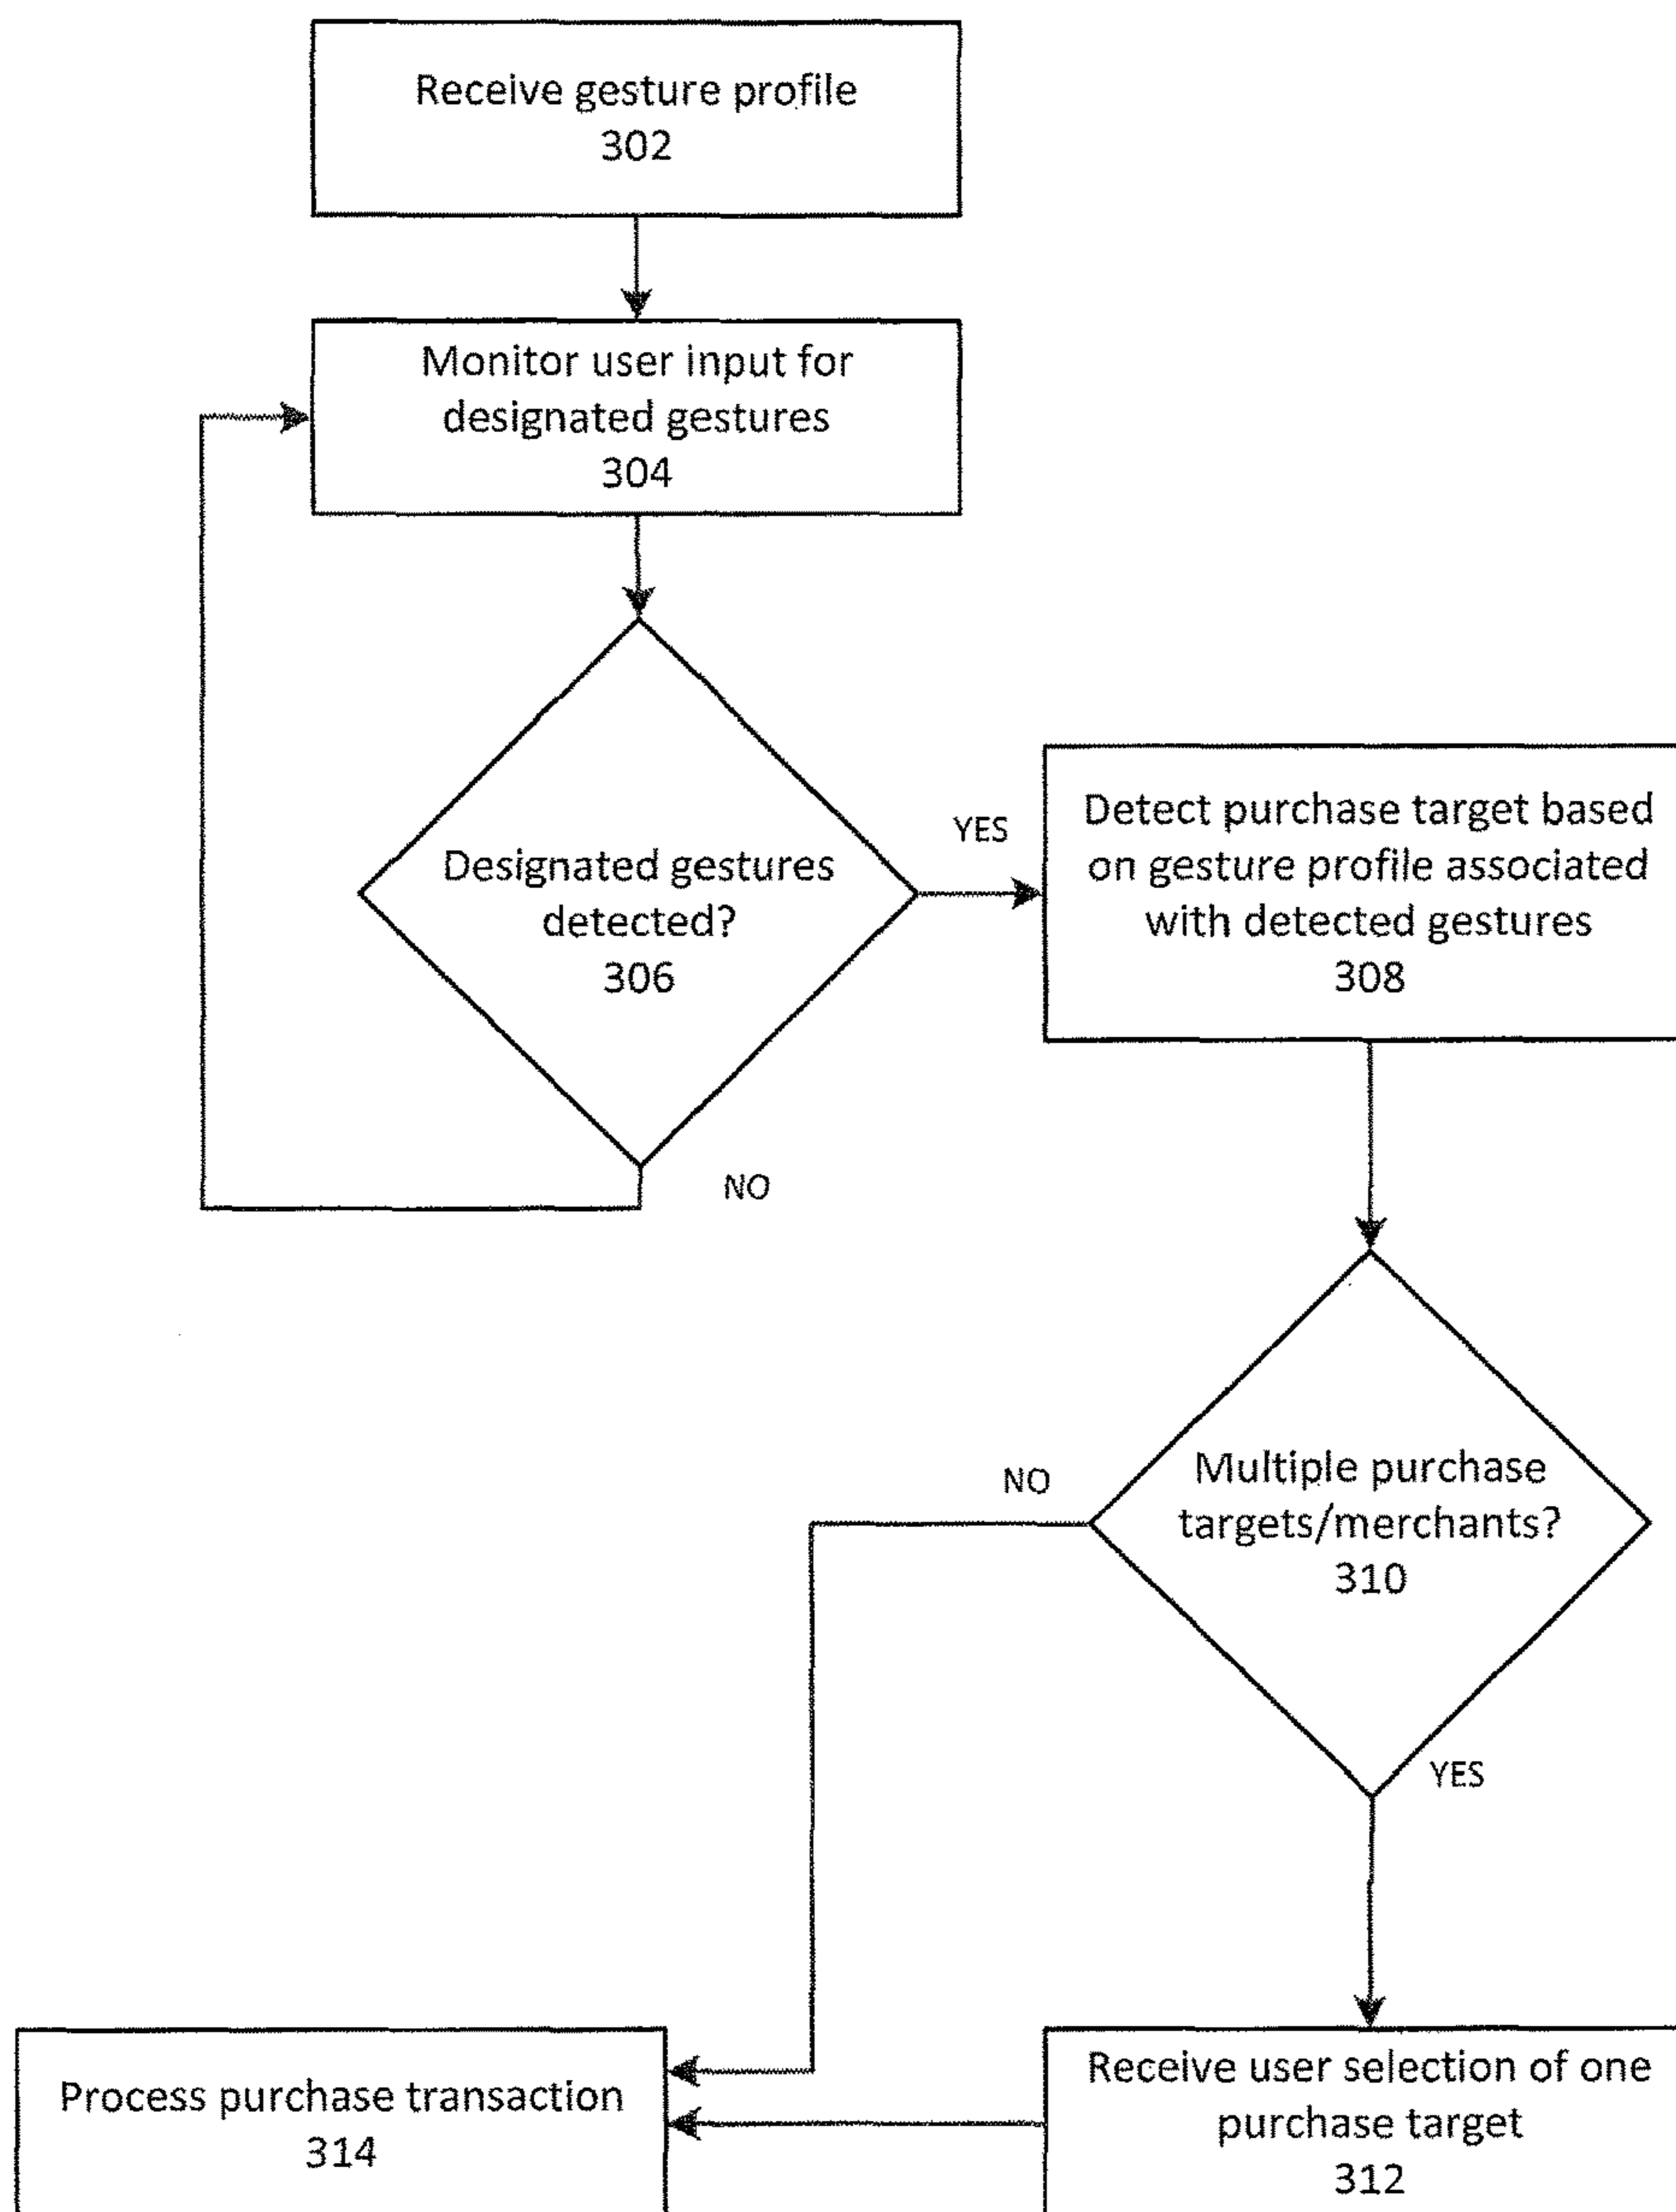 Receive gesture profile
302
Monitor user input for
designated gestures
304
Designated gestures
detected?
306
YES
NO
Detect purchase target based
on gesture profile associated
with detected gestures
308
Multiple purchase
targets/merchants?
310
NO
YES
Receive user selection of one
purchase target
312
Process purchase transaction
314